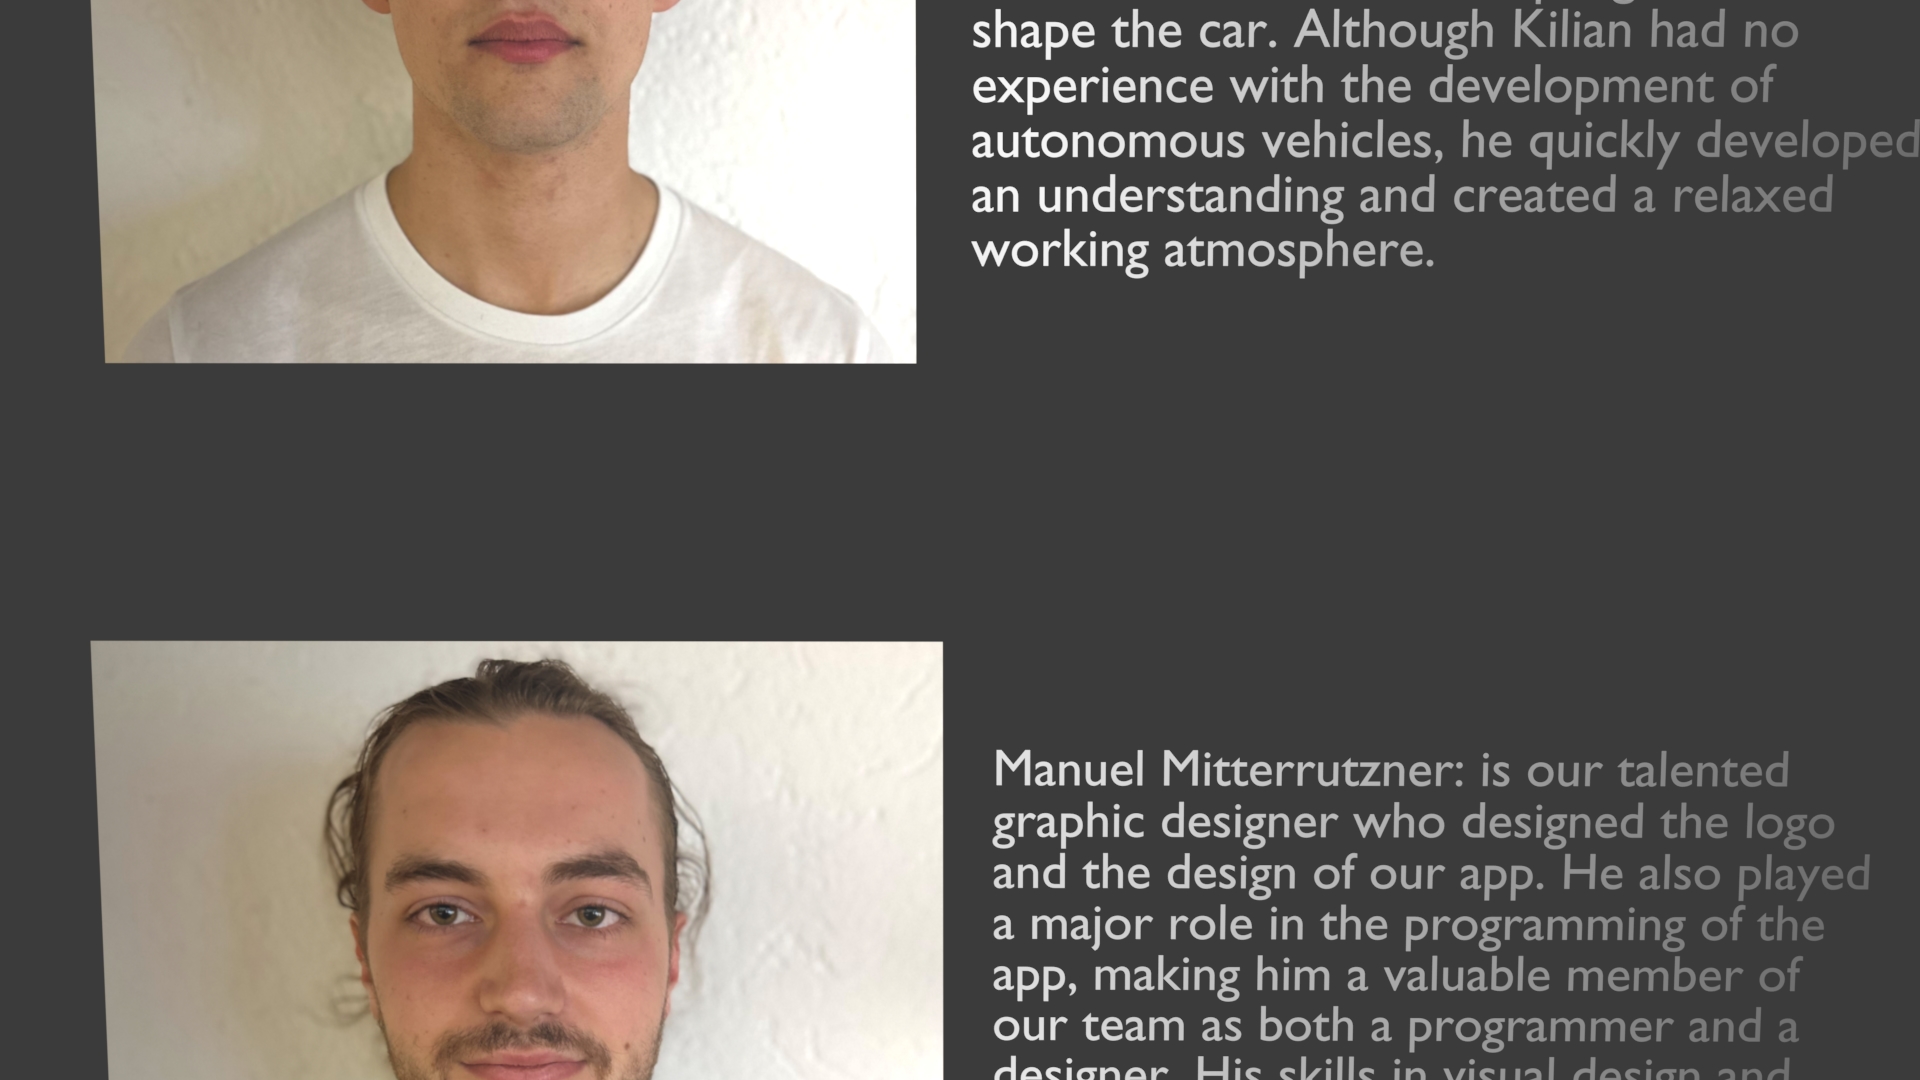 shape the car. Although Kilian had no
experience with the development of
autonomous vehicles, he quickly developed
an understanding and created a relaxed
working atmosphere.
Manuel Mitterrutzner: is our talented
graphic designer who designed the logo
and the design of our app. He also played
a major role in the programming of the
app, making him a valuable member of
our team as both a programmer and a
designer. His skills in visual design and